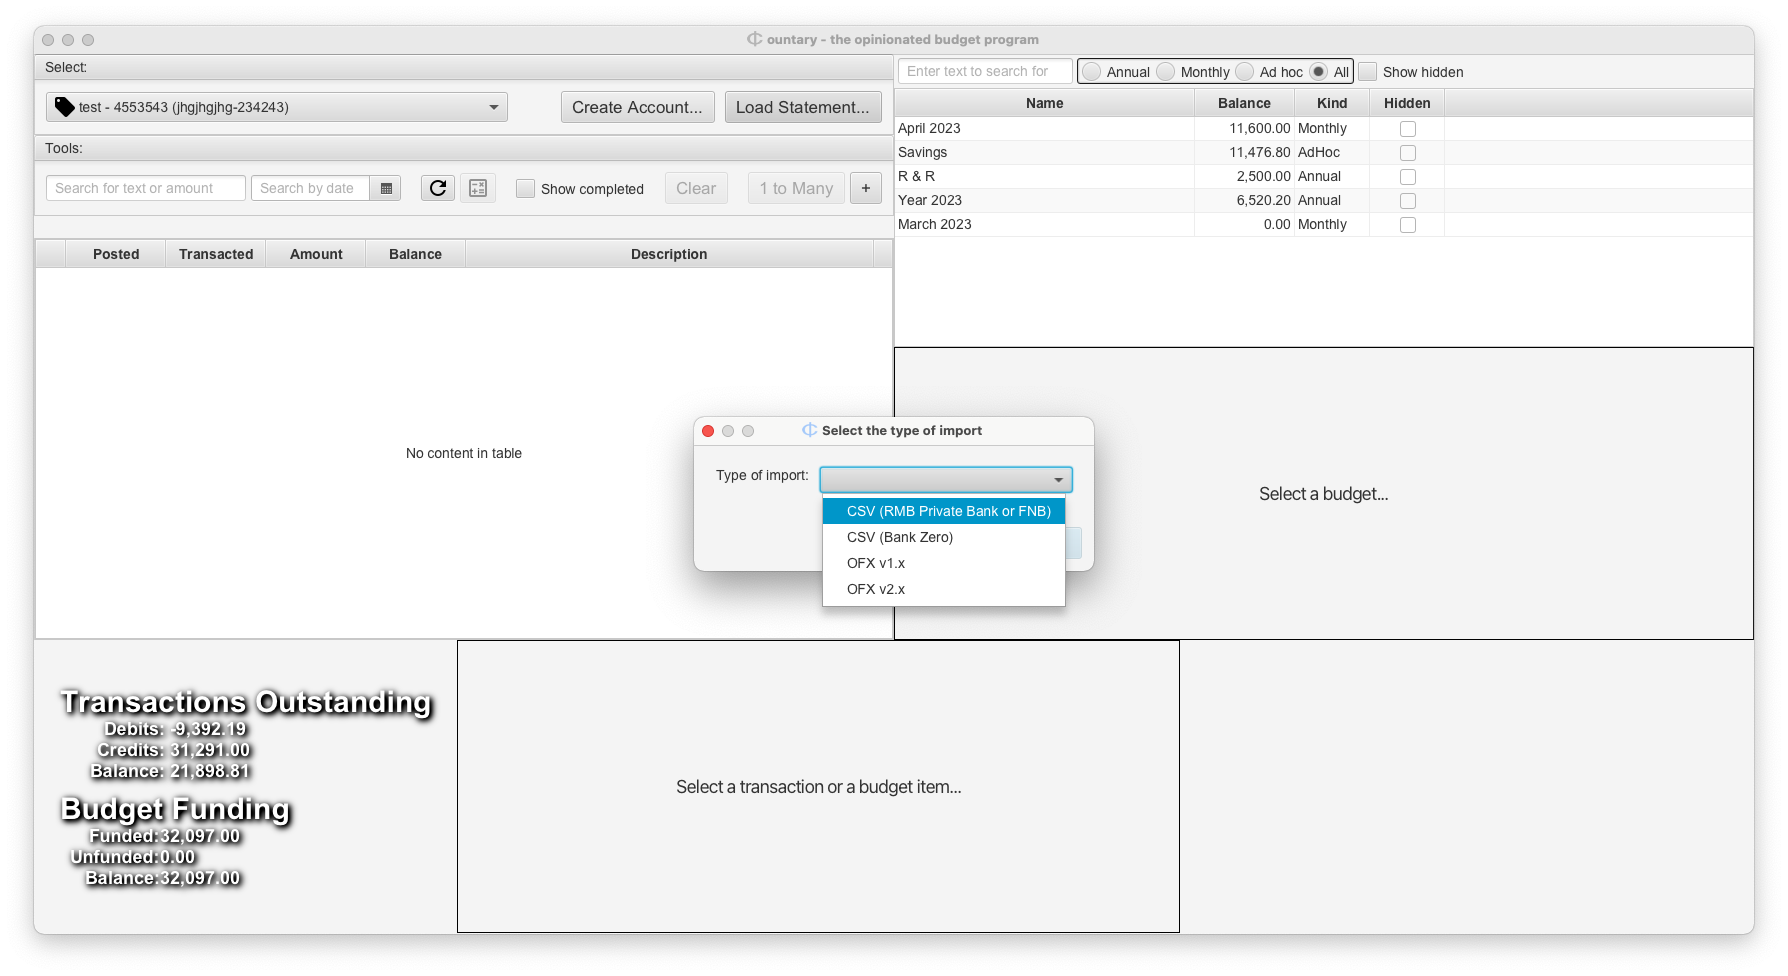 ountary - the opinionated budget program
Select:
test - 4553543 (jhgjhgjhg-234243)
Create Account...
Load Statement...
Tools:
Search for text or amount
Search by date
Show completed
Clear
1 to Many
+
Posted Transacted Amount Balance Description
No content in table
Enter text to search for
Annual Monthly Ad hoc All Show hidden
Name Balance Kind Hidden
April 2023 11,600.00 Monthly
Savings 11,476.80 AdHoc
R & R 2,500.00 Annual
Year 2023 6,520.20 Annual
March 2023 0.00 Monthly
Select the type of import
Type of import:
CSV (RMB Private Bank or FNB)
CSV (Bank Zero)
OFX v1.x
OFX v2.x
Select a budget...
Transactions Outstanding
Debits: -9,392.19
Credits: 31,291.00
Balance: 21,898.81
Budget Funding
Funded:32,097.00
Unfunded:0.00
Balance:32,097.00
Select a transaction or a budget item...